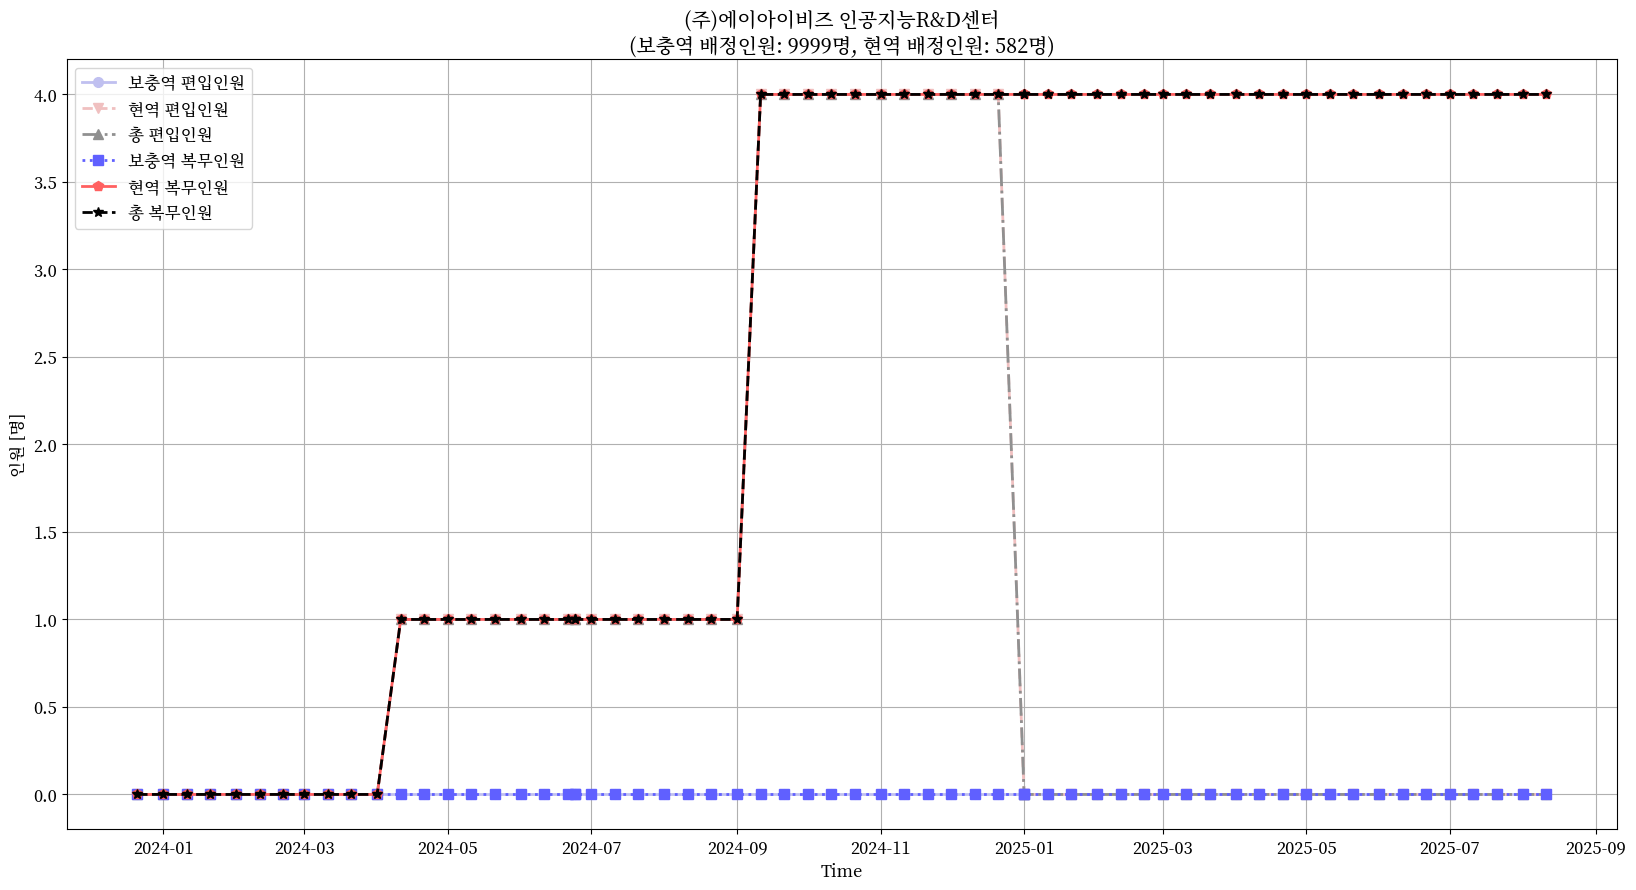 (주)에이아이비즈 인공지능R&D센터
(보충역 배정인원: 9999명, 현역 배정인원: 582명)
보충역 편입인원
현역 편입인원
총 편입인원
보충역 복무인원
현역 복무인원
총 복무인원
4.0
3.5
3.0
2.5
2.0
1.5
1.0
0.5
0.0
인원 [명]
2024-01
2024-03
2024-05
2024-07
2024-09
2024-11
2025-01
2025-03
2025-05
2025-07
2025-09
Time